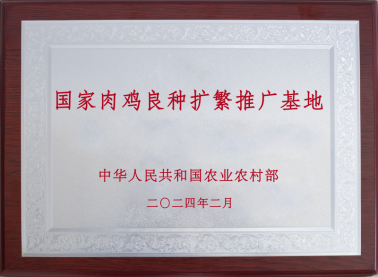 国家肉鸡良种扩繁推广基地
中华人民共和国农业农村部
二〇二四年二月